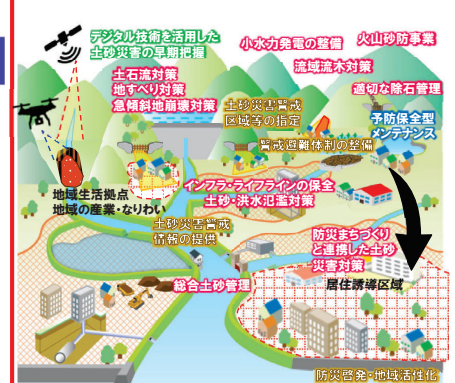 デジタル技術を活用した
土砂災害の早期把握
小水力発電の整備
火山砂防事業
流域流木対策
土石流対策
地すべり対策
急傾斜地崩壊対策
適切な除石管理
土砂災害警戒
区域等の指定
予防保全型
メンテナンス
警戒避難体制の整備
地域生活拠点
地域の産業・なりわい
インフラ・ライフラインの保全
土砂・洪水氾濫対策
土砂災害警戒
情報の提供
防災まちづくり
と連携した土砂
災害対策
総合土砂管理
居住誘導区域
防災啓発・地域活性化